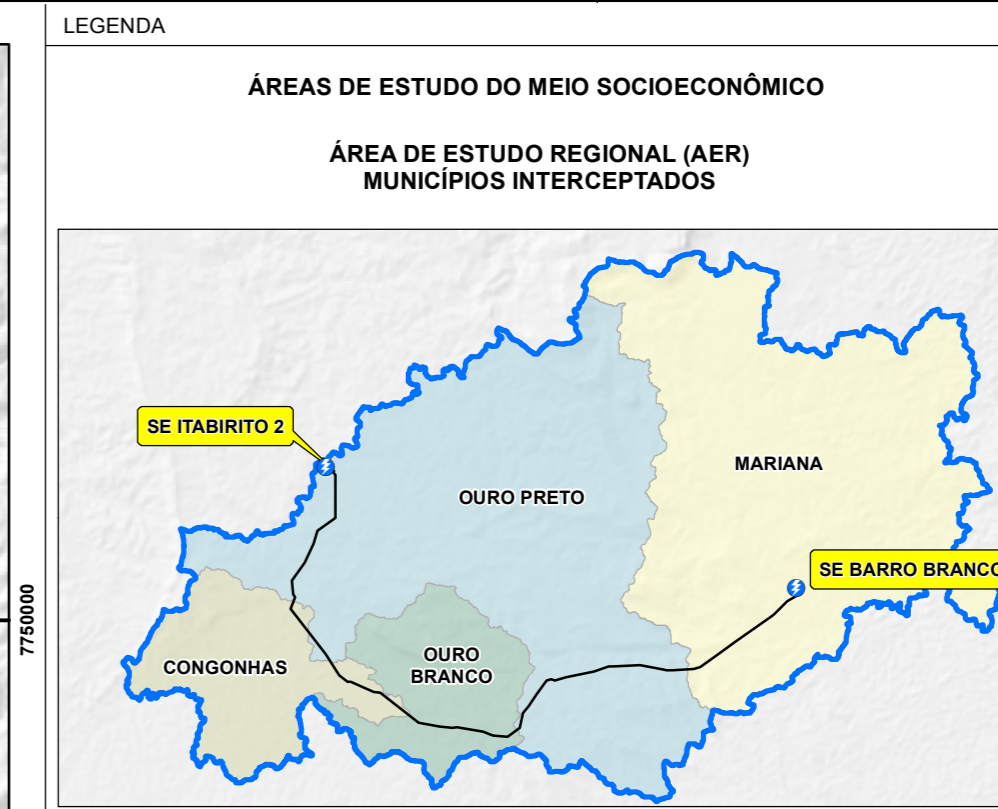 LEGENDA
ÁREAS DE ESTUDO DO MEIO SOCIOECONÔMICO
ÁREA DE ESTUDO REGIONAL (AER)
MUNICÍPIOS INTERCEPTADOS
SE ITABIRITO 2
MARIANA
OURO PRETO
SE BARRO BRANCO
7750000
OURO
BRANCO
CONGONHAS